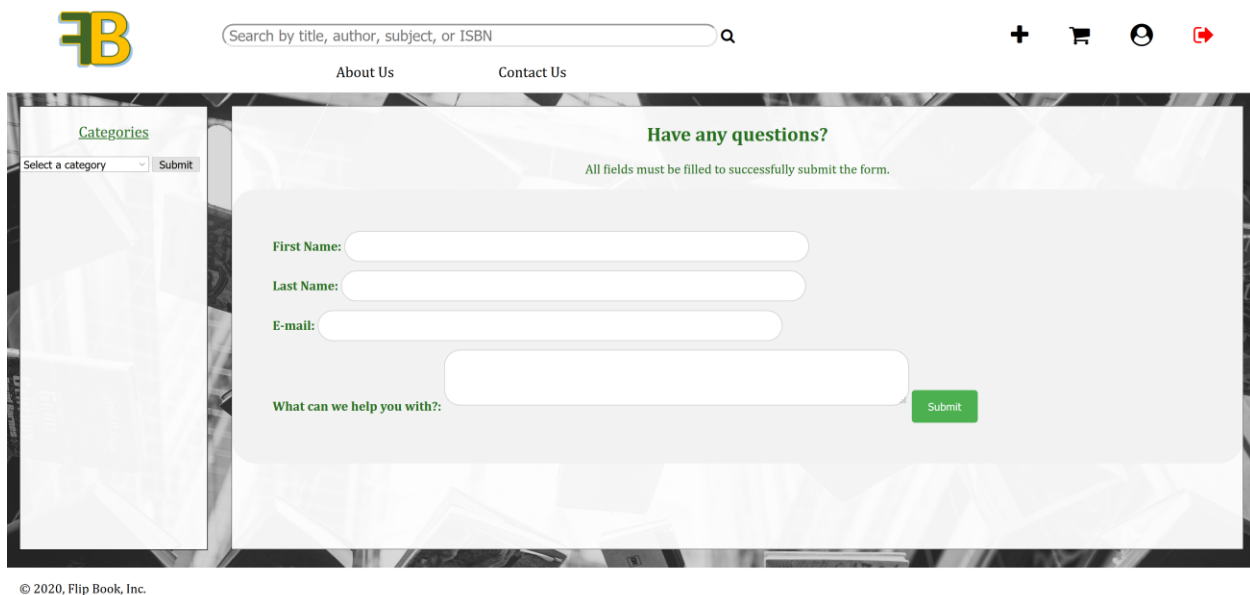 FB
Search by title, author, subject, or ISBN
About Us Contact Us
Categories
Select a category Submit
Have any questions?
All fields must be filled to successfully submit the form.
First Name:
Last Name:
E-mail:
What can we help you with?: Submit
© 2020, Flip Book, Inc.